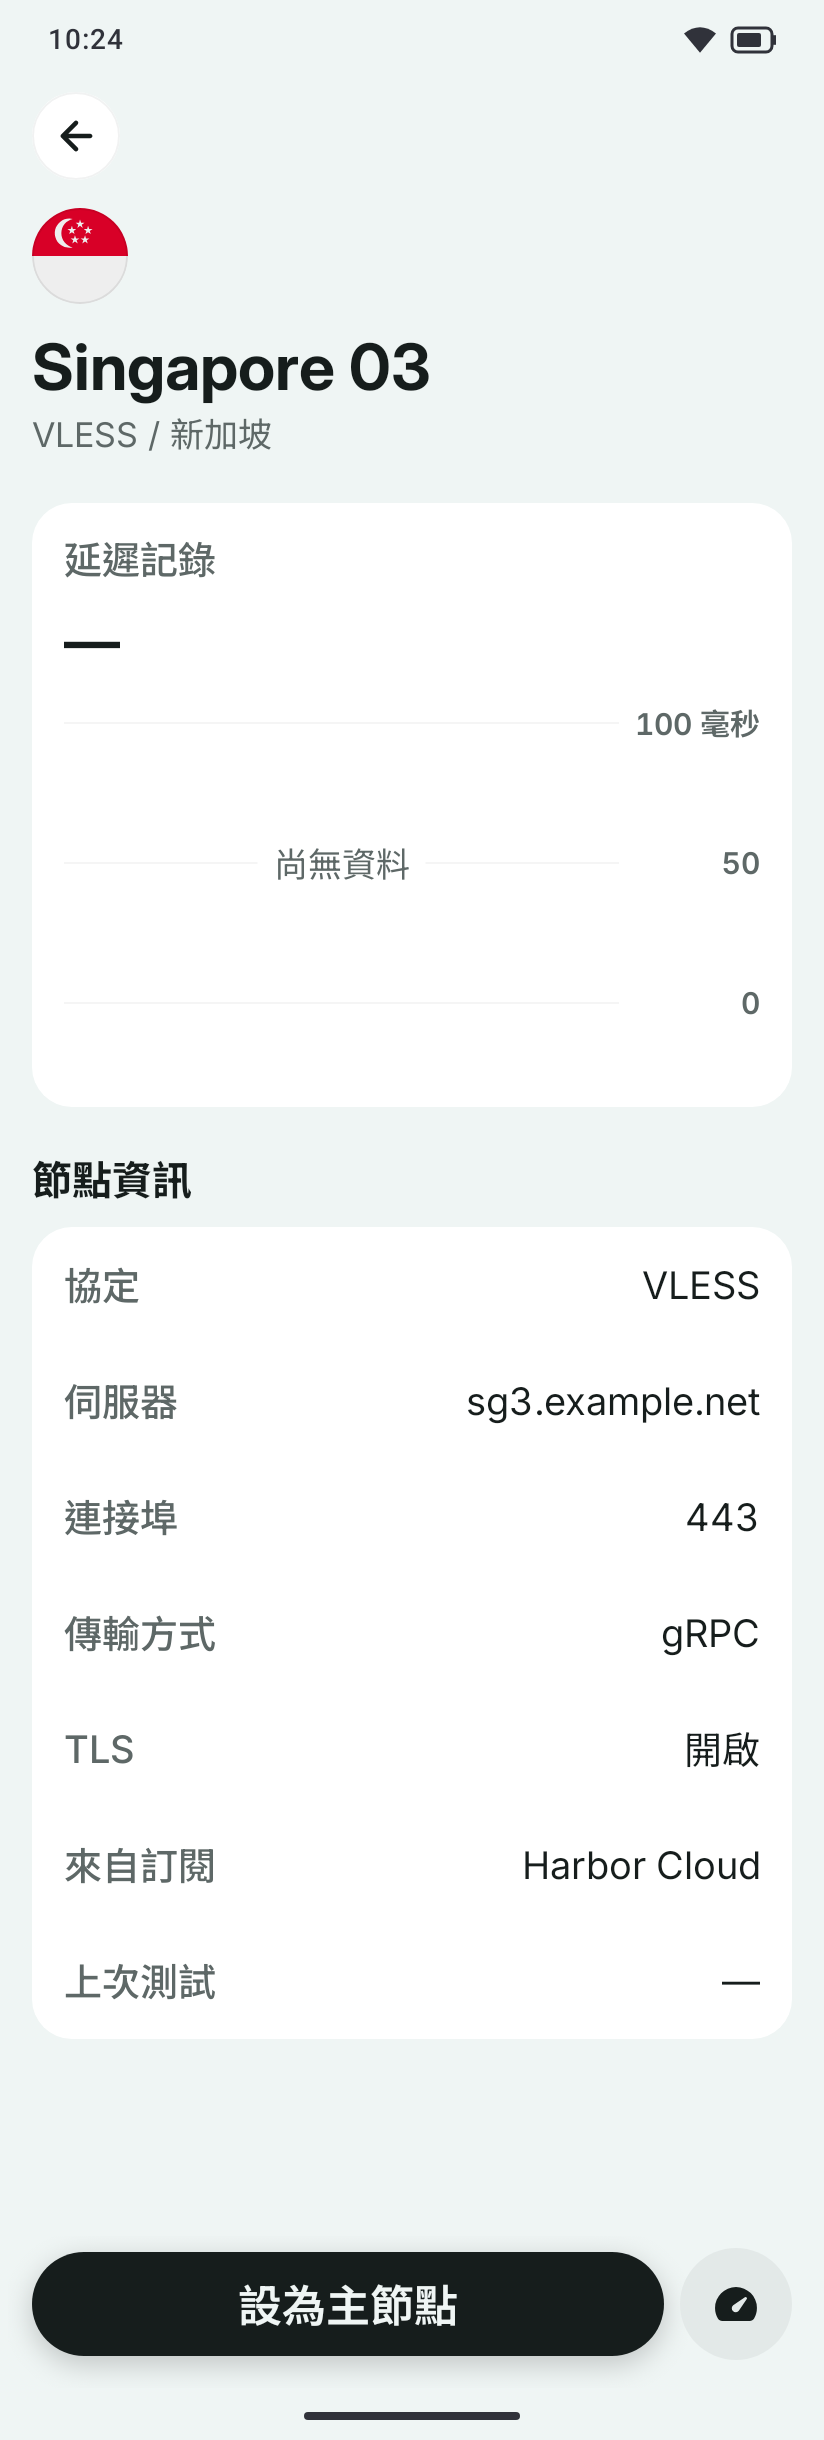 10:24
Singapore 03
VLESS / 新加坡
延遲記錄
—
100 毫秒
尚無資料
50
0
節點資訊
協定 VLESS
伺服器 sg3.example.net
連接埠 443
傳輸方式 gRPC
TLS 開啟
來自訂閱 Harbor Cloud
上次測試 —
設為主節點